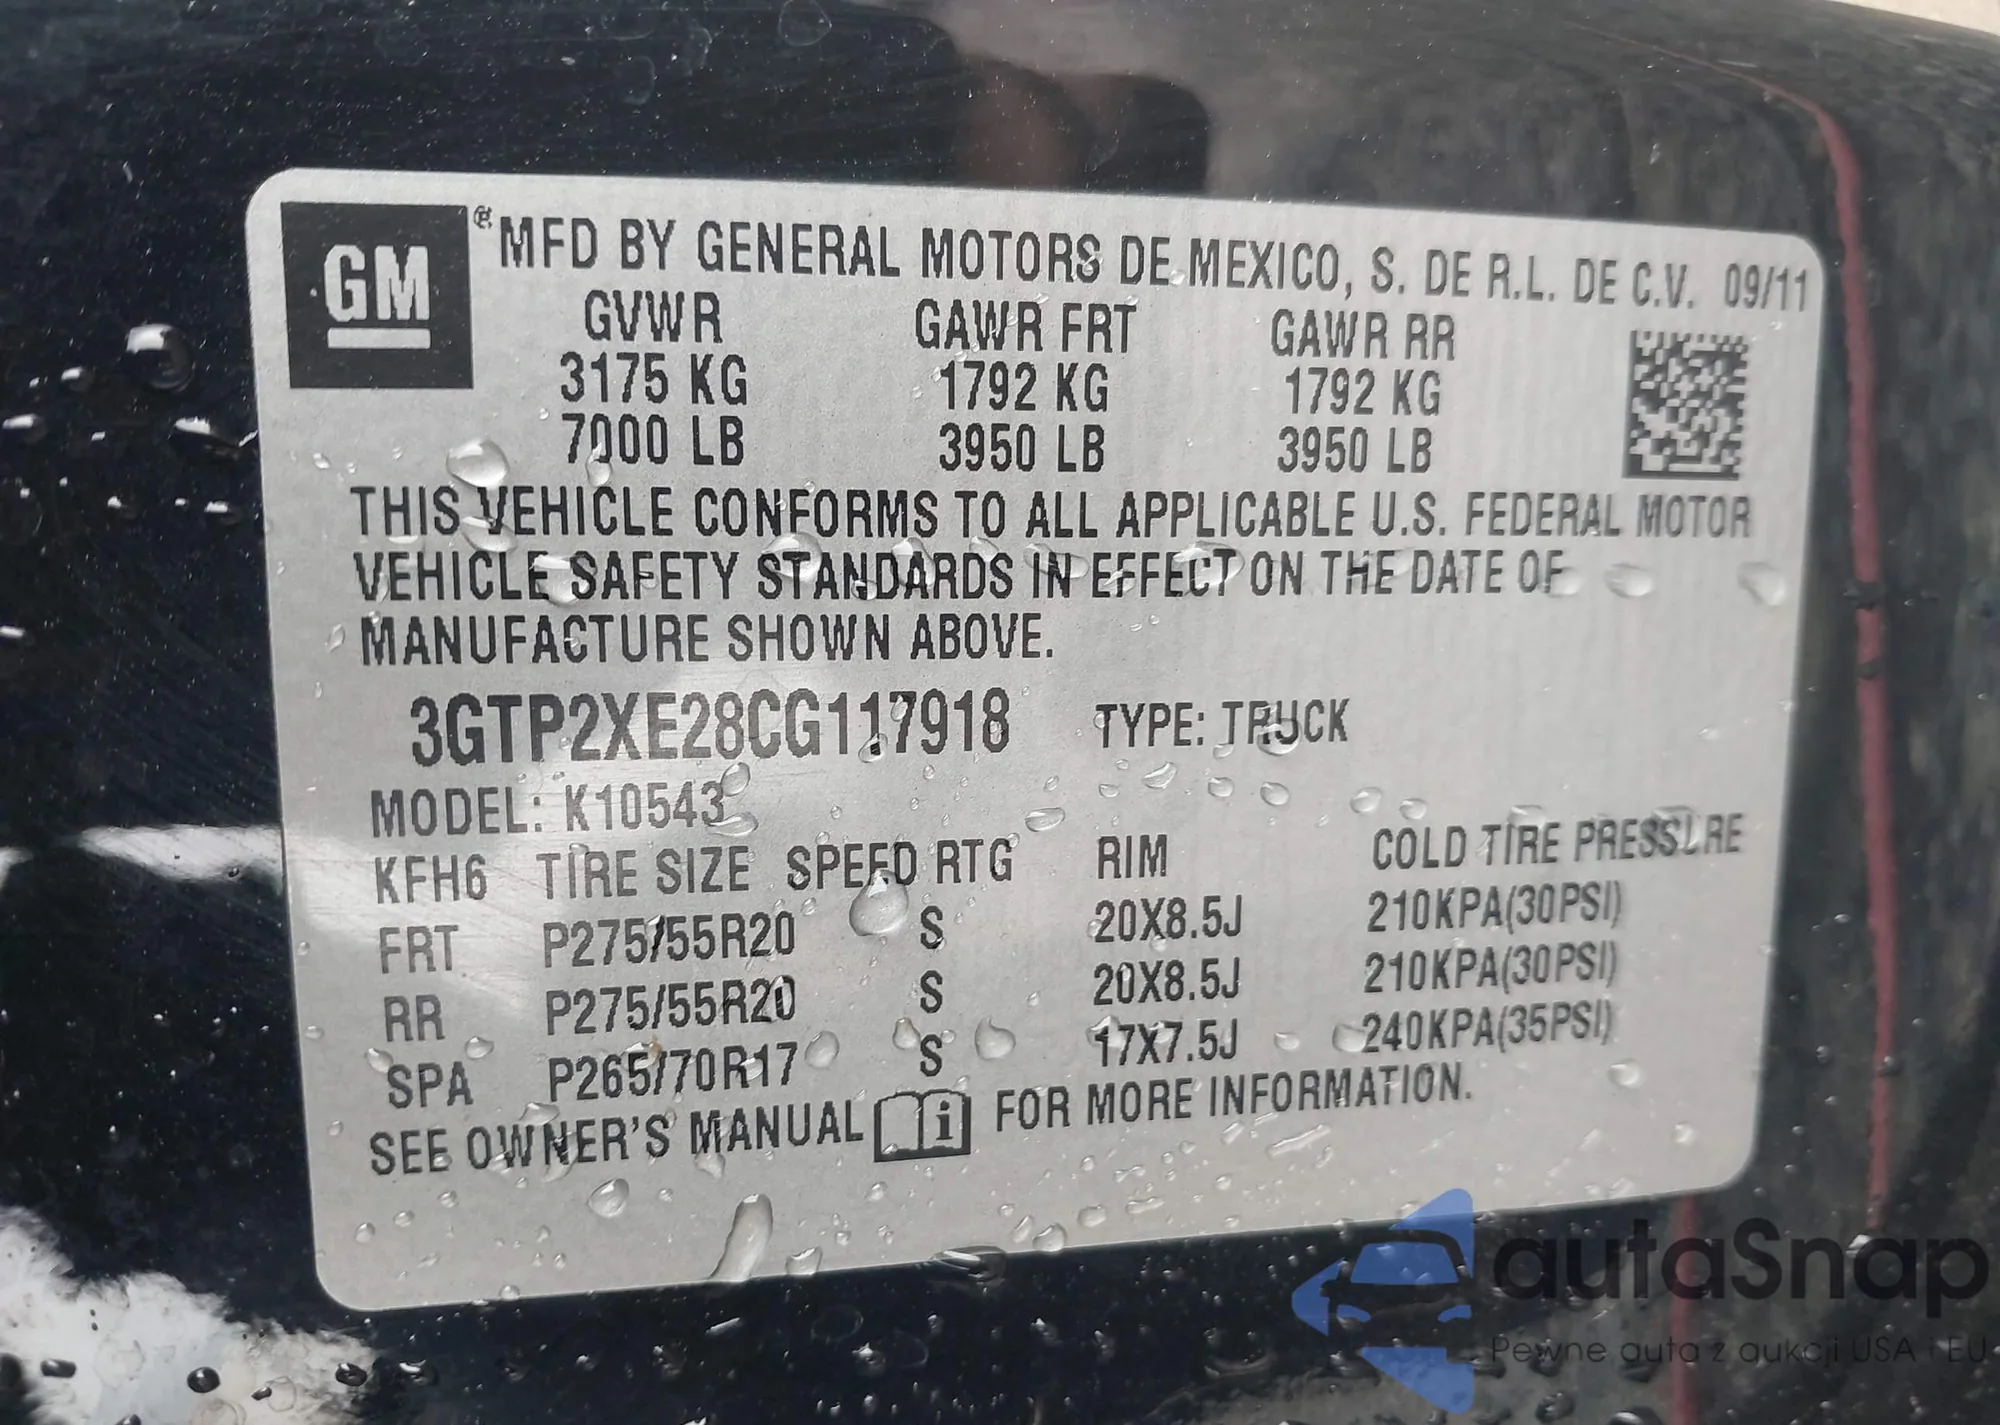 GM
® MFD BY GENERAL MOTORS DE MEXICO, S. DE R.L. DE C.V. 09/11
GVWR GAWR FRT GAWR RR
3175 KG 1792 KG 1792 KG
7000 LB 3950 LB 3950 LB
THIS VEHICLE CONFORMS TO ALL APPLICABLE U.S. FEDERAL MOTOR
VEHICLE SAFETY STANDARDS IN EFFECT ON THE DATE OF
MANUFACTURE SHOWN ABOVE.
3GTP2XE28CG117918 TYPE: TRUCK
MODEL: K10543
KFH6 TIRE SIZE SPEED RTG RIM COLD TIRE PRESSURE
FRT P275/55R20 S 20X8.5J 210KPA(30PSI)
RR P275/55R20 S 20X8.5J 210KPA(30PSI)
SPA P265/70R17 S 17X7.5J 240KPA(35PSI)
SEE OWNER'S MANUAL i FOR MORE INFORMATION.
autaSnap
Pewne auta z aukcji USA i EU